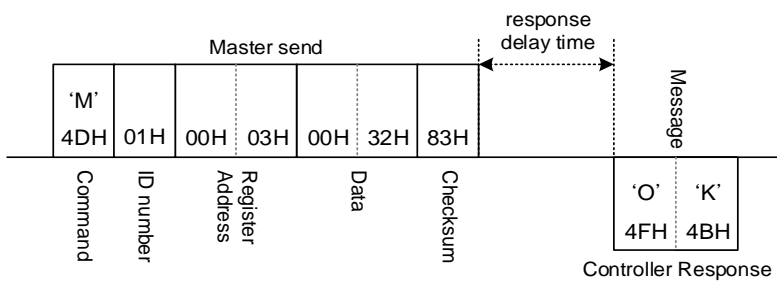 response
delay time
Master send
‘M’
4DH 01H 00H 03H 00H 32H 83H
Command
ID number
Register
Address
Data
Checksum
Message
‘O’ ‘K’
4FH 4BH
Controller Response